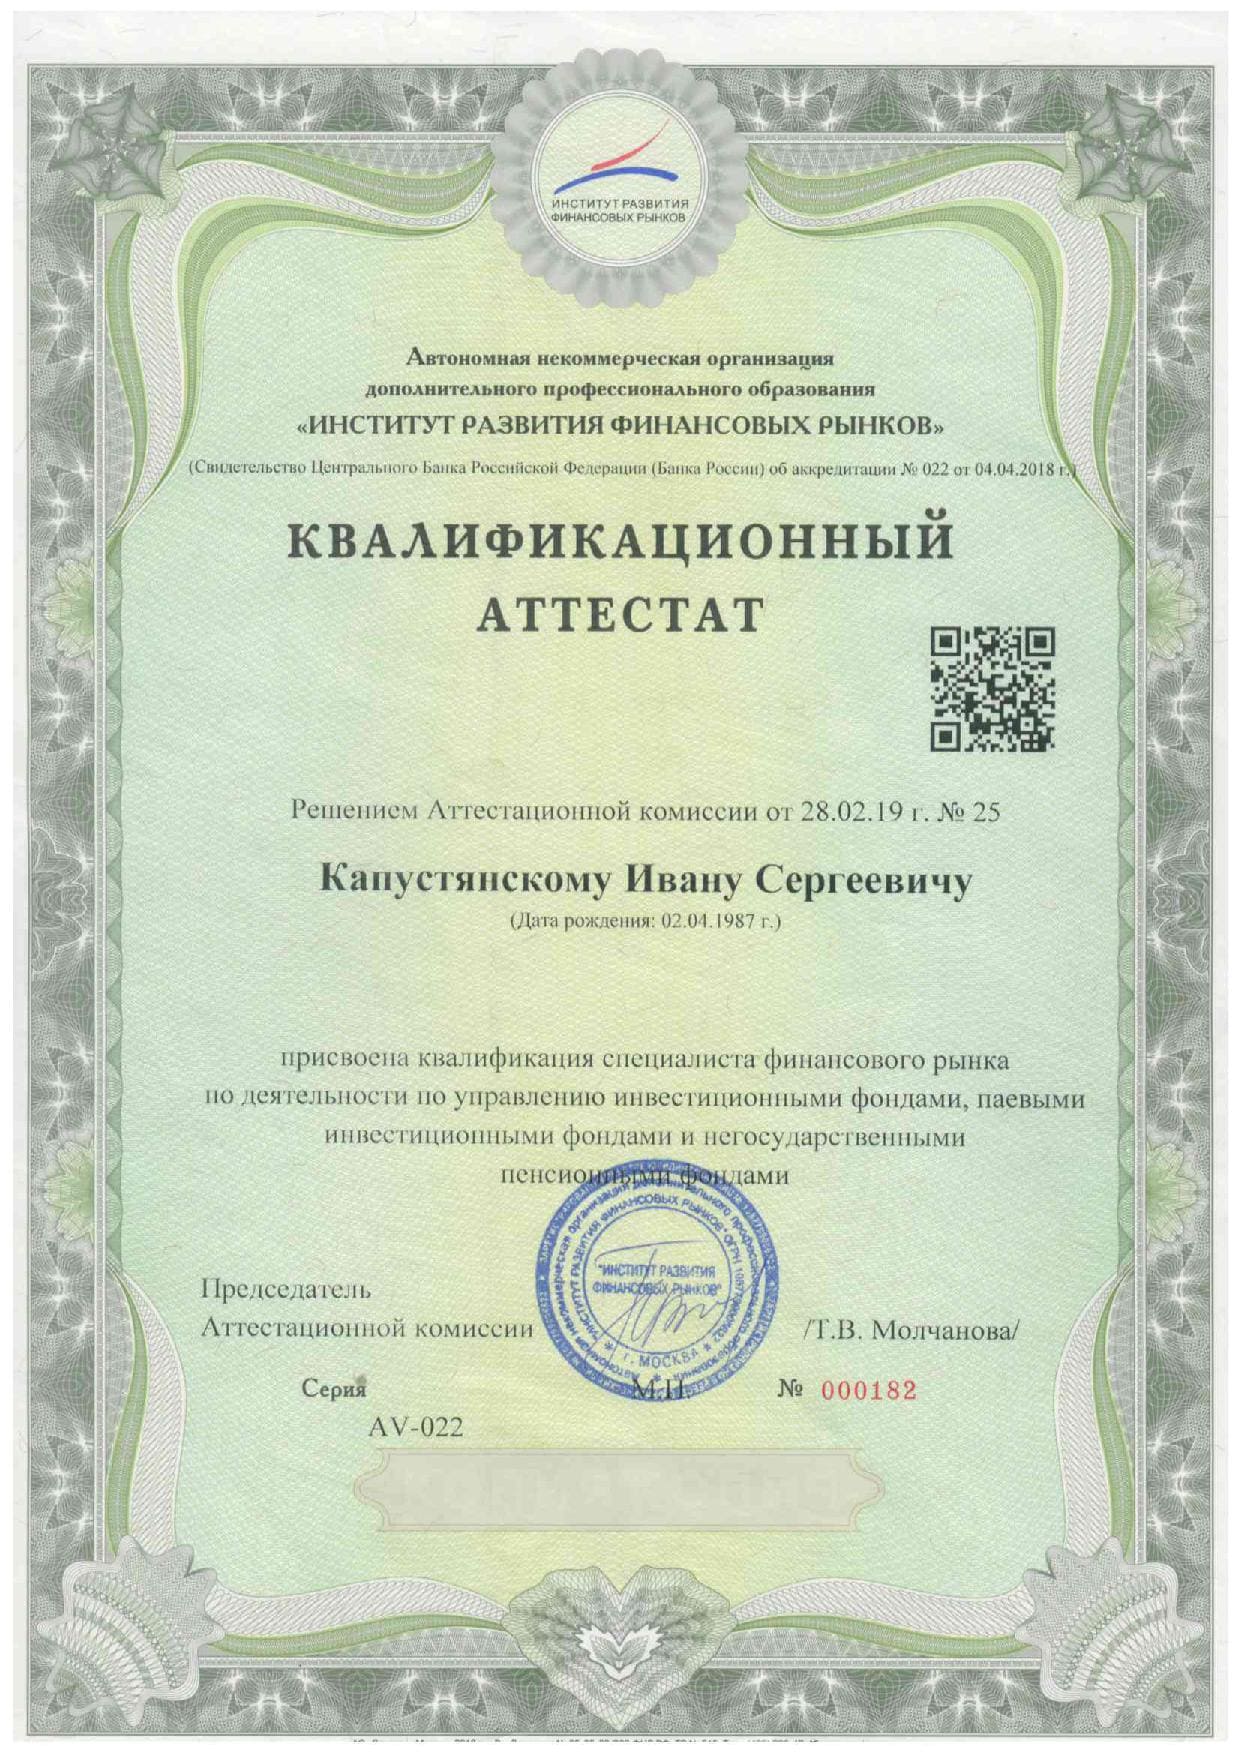 ИНСТИТУТ РАЗВИТИЯ
ФИНАНСОВЫХ РЫНКОВ
Автономная некоммерческая организация
дополнительного профессионального образования
«ИНСТИТУТ РАЗВИТИЯ ФИНАНСОВЫХ РЫНКОВ»
(Свидетельство Центрального Банка Российской Федерации (Банка России) об аккредитации № 022 от 04.04.2018 г.)
КВАЛИФИКАЦИОННЫЙ
АТТЕСТАТ
Решением Аттестационной комиссии от 28.02.19 г. № 25
Капустянскому Ивану Сергеевичу
(Дата рождения: 02.04.1987 г.)
присвоена квалификация специалиста финансового рынка
по деятельности по управлению инвестиционными фондами, паевыми
инвестиционными фондами и негосударственными
пенсионными фондами
"ИНСТИТУТ РАЗВИТИЯ
ФИНАНСОВЫХ РЫНКОВ"
г. МОСКВА
Председатель
Аттестационной комиссии
/Т.В. Молчанова/
Серия
М.П.
№ 000182
AV-022